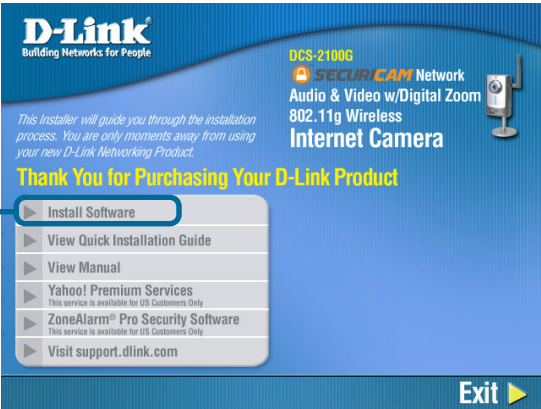 D-Link®
Building Networks for People
DCS-2100G
SECURICAM Network
Audio & Video w/Digital Zoom
802.11g Wireless
Internet Camera
This Installer will guide you through the installation
process. You are only moments away from using
your new D-Link Networking Product.
Thank You for Purchasing Your D-Link Product
Install Software
View Quick Installation Guide
View Manual
Yahoo! Premium Services
This service is available for US Customers Only
ZoneAlarm® Pro Security Software
This service is available for US Customers Only
Visit support.dlink.com
Exit